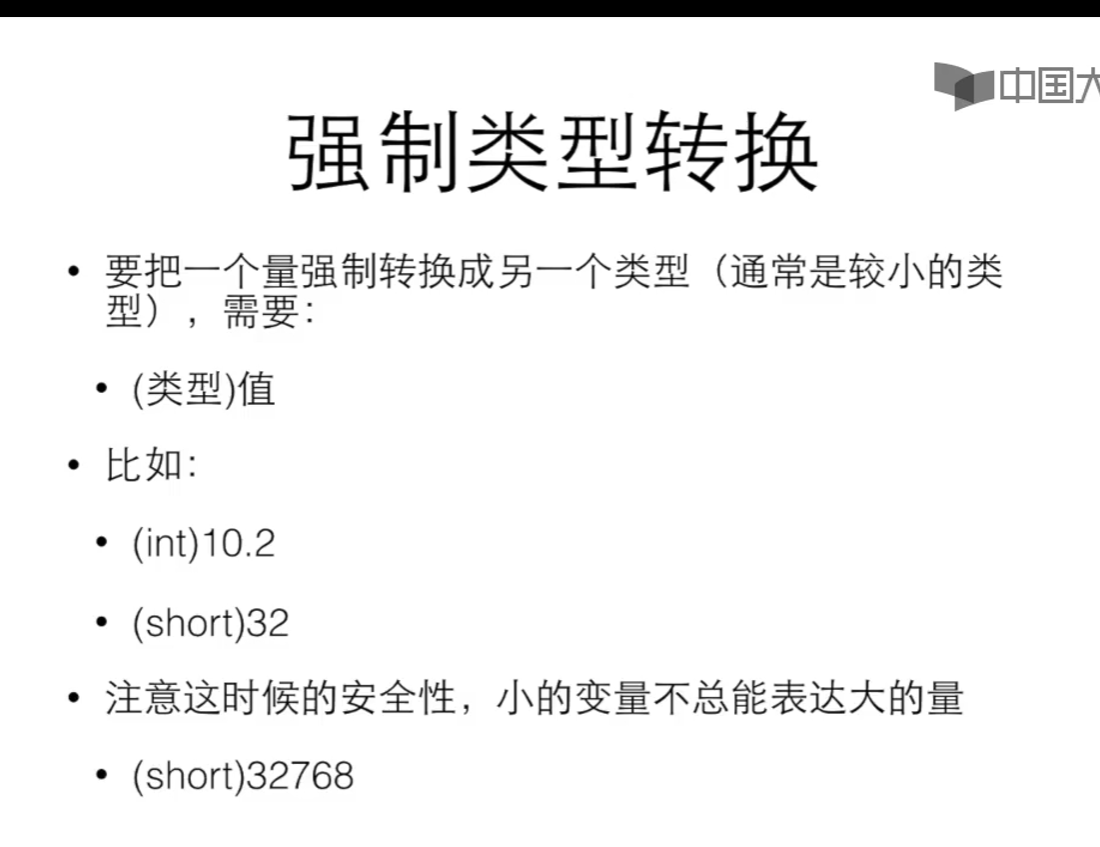 中国大
强制类型转换
• 要把一个量强制转换成另一个类型（通常是较小的类
型），需要：
• (类型)值
• 比如：
• (int)10.2
• (short)32
• 注意这时候的安全性，小的变量不总能表达大的量
• (short)32768